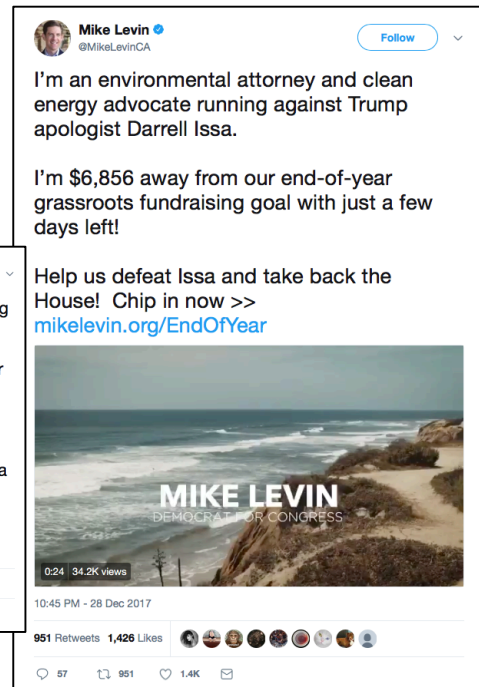 Mike Levin
@MikeLevinCA
Follow
I'm an environmental attorney and clean
energy advocate running against Trump
apologist Darrell Issa.
I'm $6,856 away from our end-of-year
grassroots fundraising goal with just a few
days left!
Help us defeat Issa and take back the
House! Chip in now >>
mikelevin.org/EndOfYear
MIKE LEVIN
DEMOCRAT FOR CONGRESS
0:24 34.2K views
10:45 PM - 28 Dec 2017
951 Retweets 1,426 Likes
57 951 1.4K
g
r
a